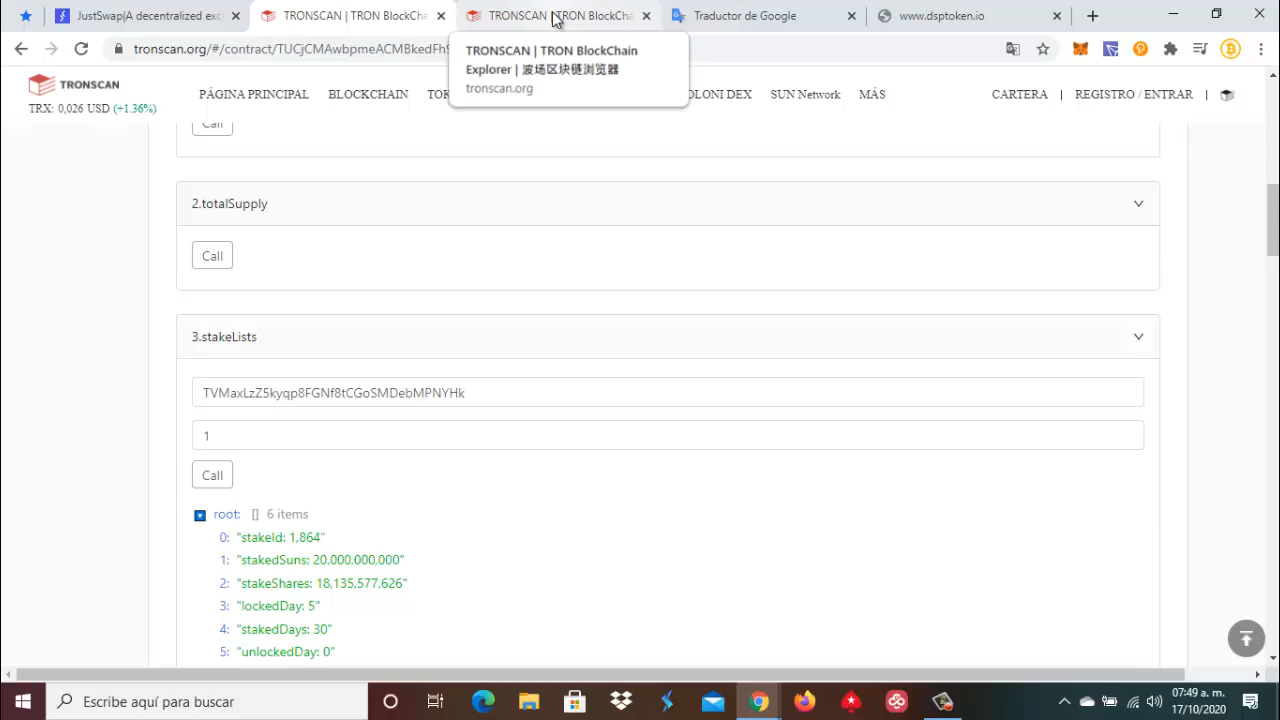 JustSwap|A decentralized exc
TRONSCAN | TRON BlockCha
TRONSCAN | TRON BlockCha
Traductor de Google
www.dsptoken.io
tronscan.org/#/contract/TUCjCMAwbpmeACMBkedFh
TRONSCAN | TRON BlockChain
Explorer | 波场区块链浏览器
tronscan.org
TRONSCAN
TRX: 0,026 USD (+1.36%)
PÁGINA PRINCIPAL
BLOCKCHAIN
TO
OLONI DEX
SUN Network
MÁS
CARTERA | REGISTRO / ENTRAR |
Call
2.totalSupply
Call
3.stakeLists
TVMaxLzZ5kyqp8FGNf8tCGoSMDebMPNYHk
1
Call
root: [] 6 items
0: "stakeId: 1,864"
1: "stakedSuns: 20,000,000,000"
2: "stakeShares: 18,135,577,626"
3: "lockedDay: 5"
4: "stakedDays: 30"
5: "unlockedDay: 0"
Escribe aquí para buscar
07:49 a. m.
17/10/2020